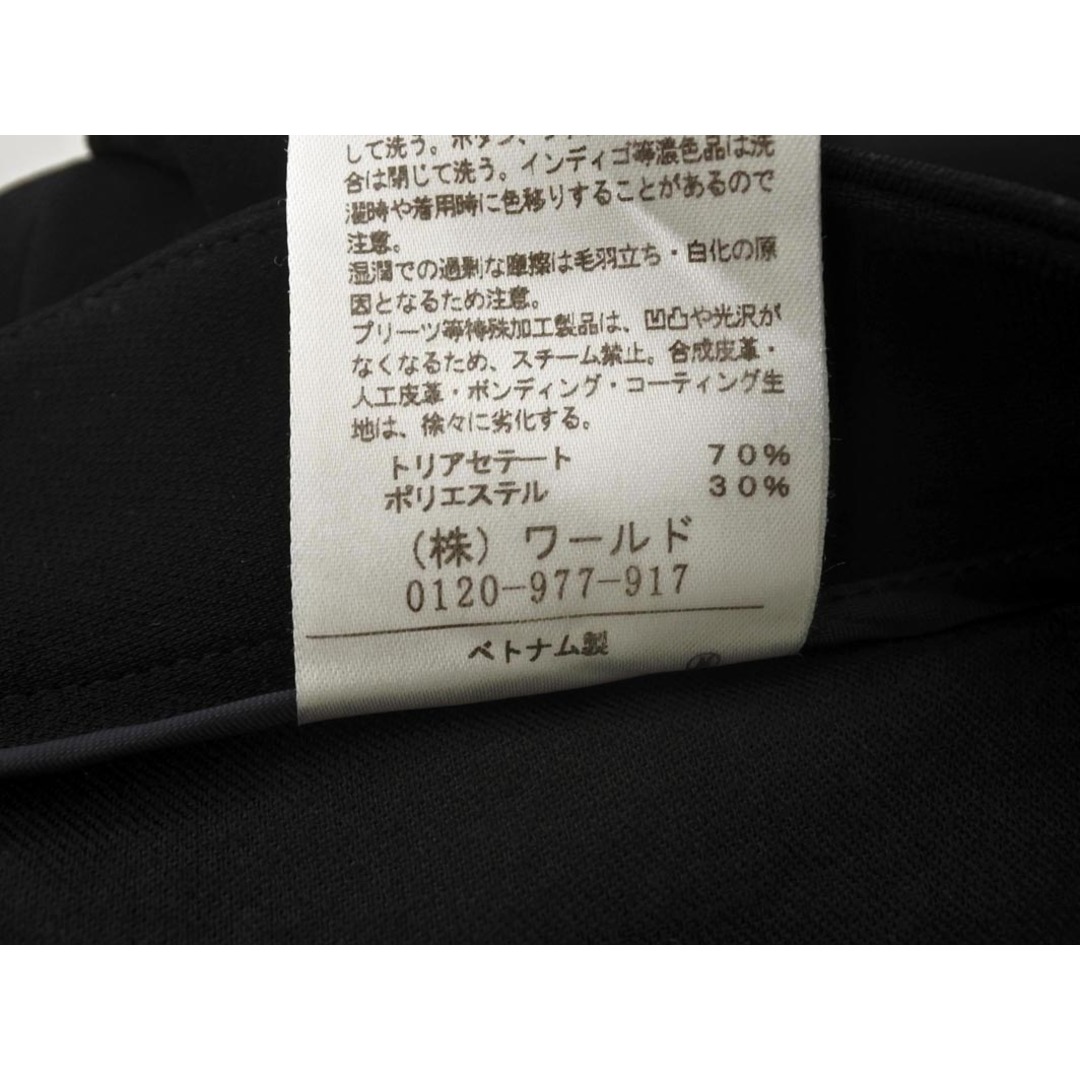 して洗う。ボタン、
合は閉じて洗う。インディゴ等濃色品は洗
濯時や着用時に色移りすることがあるので
注意。
湿潤での過剰な摩擦は毛羽立ち・白化の原
因となるため注意。
プリーツ等特殊加工製品は、凹凸や光沢が
なくなるため、スチーム禁止。合成皮革・
人工皮革・ボンディング・コーティング生
地は、徐々に劣化する。
トリアセテート 70%
ポリエステル 30%
(株) ワールド
0120-977-917
ベトナム製